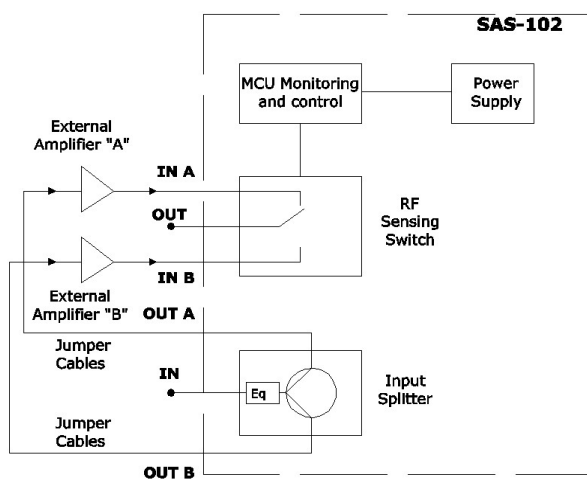 SAS-102
MCU Monitoring
and control
Power
Supply
External
Amplifier "A"
IN A
OUT
RF
Sensing
Switch
IN B
External
Amplifier "B"
OUT A
Jumper
Cables
IN
Eq
Input
Splitter
Jumper
Cables
OUT B